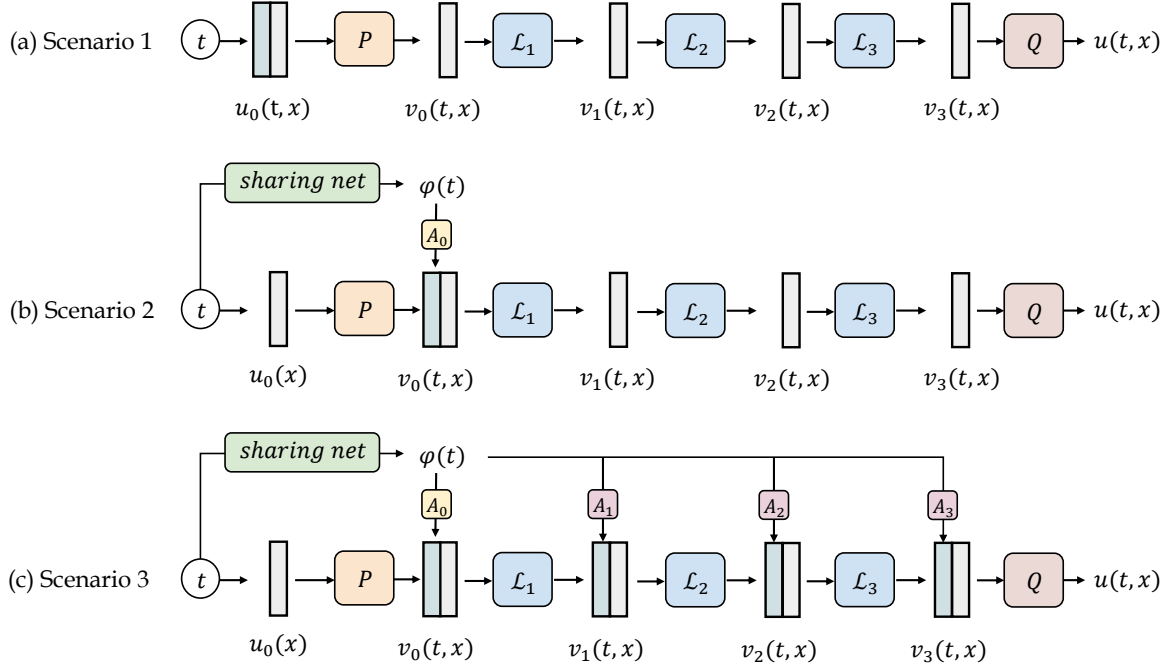 (a) Scenario 1 t P ℒ₁ ℒ₂ ℒ₃ Q u(t, x)
u₀(t, x) v₀(t, x) v₁(t, x) v₂(t, x) v₃(t, x)
sharing net φ(t)
A₀
(b) Scenario 2 t P ℒ₁ ℒ₂ ℒ₃ Q u(t, x)
u₀(x) v₀(t, x) v₁(t, x) v₂(t, x) v₃(t, x)
sharing net φ(t)
A₀ A₁ A₂ A₃
(c) Scenario 3 t P ℒ₁ ℒ₂ ℒ₃ Q u(t, x)
u₀(x) v₀(t, x) v₁(t, x) v₂(t, x) v₃(t, x)